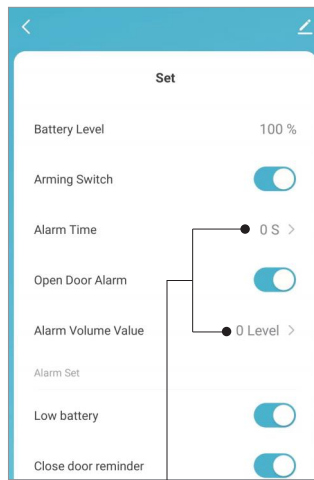 Set
Battery Level 100 %
Arming Switch
Alarm Time 0 S >
Open Door Alarm
Alarm Volume Value 0 Level >
Alarm Set
Low battery
Close door reminder